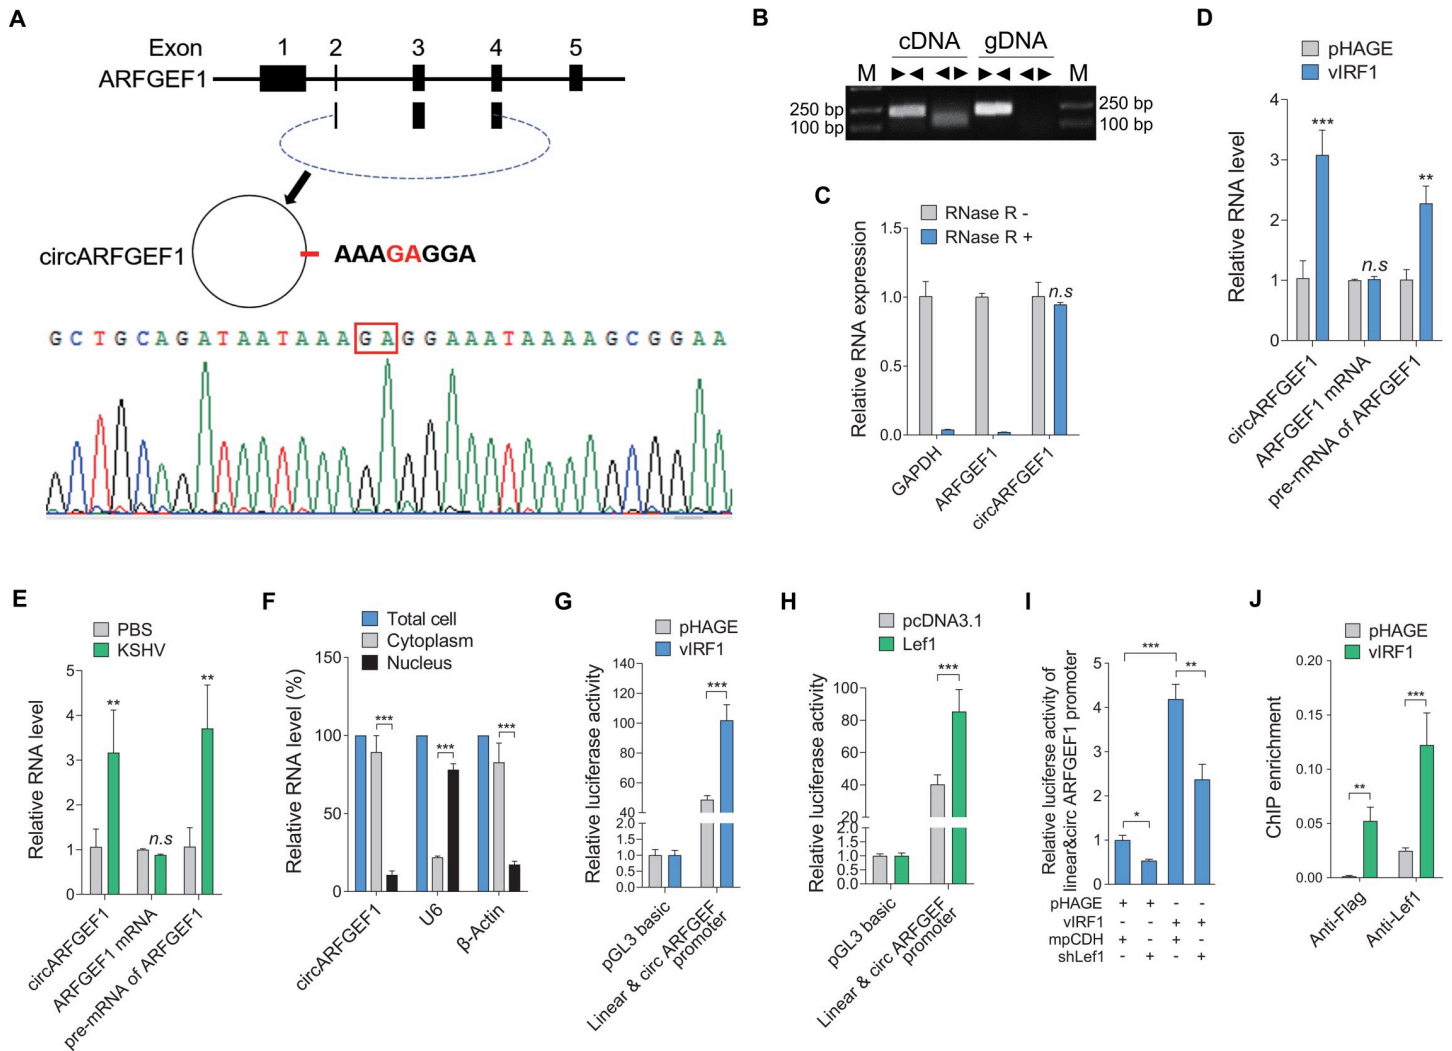 A
Exon 1 2 3 4 5
ARFGEF1
circARFGEF1
AAAGAGGA
GCTGCAGATAATAAAGAGGAAATAAAAGCGGAA
B
cDNA gDNA
M M
250 bp 250 bp
100 bp 100 bp
C
RNase R -
RNase R +
Relative RNA expression
1.5
1.0
0.5
0.0
n.s
GAPDH
ARFGEF1
circARFGEF1
D
pHAGE
vIRF1
Relative RNA level
4
3
2
1
0
***
n.s
**
circARFGEF1
ARFGEF1 mRNA
pre-mRNA of ARFGEF1
E
PBS
KSHV
Relative RNA level
5
4
3
2
1
0
**
n.s
**
circARFGEF1
ARFGEF1 mRNA
pre-mRNA of ARFGEF1
F
Total cell
Cytoplasm
Nucleus
Relative RNA level (%)
150
100
50
0
***
***
***
circARFGEF1
U6
β-Actin
G
pHAGE
vIRF1
Relative luciferase activity
140
120
100
80
60
40
2.0
1.5
1.0
0.5
0.0
***
pGL3 basic
Linear & circ ARFGEF
promoter
H
pcDNA3.1
Lef1
Relative luciferase activity
100
80
60
40
20
2.0
1.5
1.0
0.5
0.0
***
pGL3 basic
Linear & circ ARFGEF
promoter
I
Relative luciferase activity of
linear&circ ARFGEF1 promoter
5
4
3
2
1
0
***
**
*
pHAGE + + - -
vIRF1 - - + +
mpCDH + - + -
shLef1 - + - +
J
pHAGE
vIRF1
ChIP enrichment
0.20
0.15
0.10
0.05
0.00
**
***
Anti-Flag
Anti-Lef1